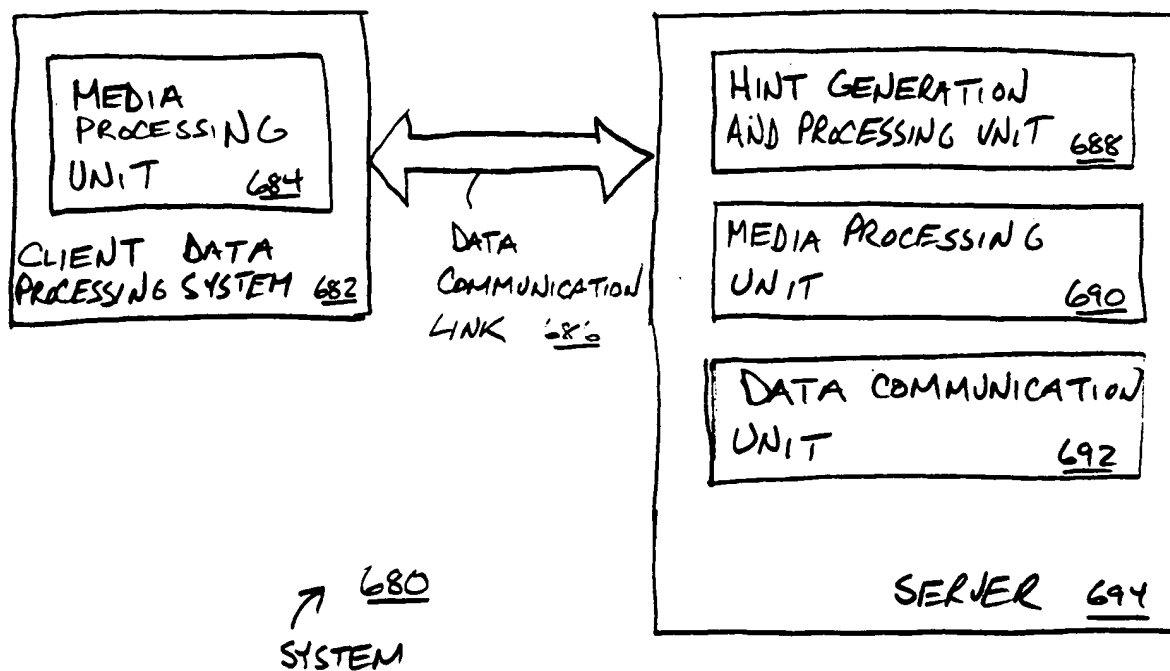 MEDIA
PROCESSING
UNIT 684
CLIENT DATA
PROCESSING SYSTEM 682
DATA
COMMUNICATION
LINK 686
HINT GENERATION
AND PROCESSING UNIT 688
MEDIA PROCESSING
UNIT 690
DATA COMMUNICATION
UNIT 692
SERVER 694
680
SYSTEM